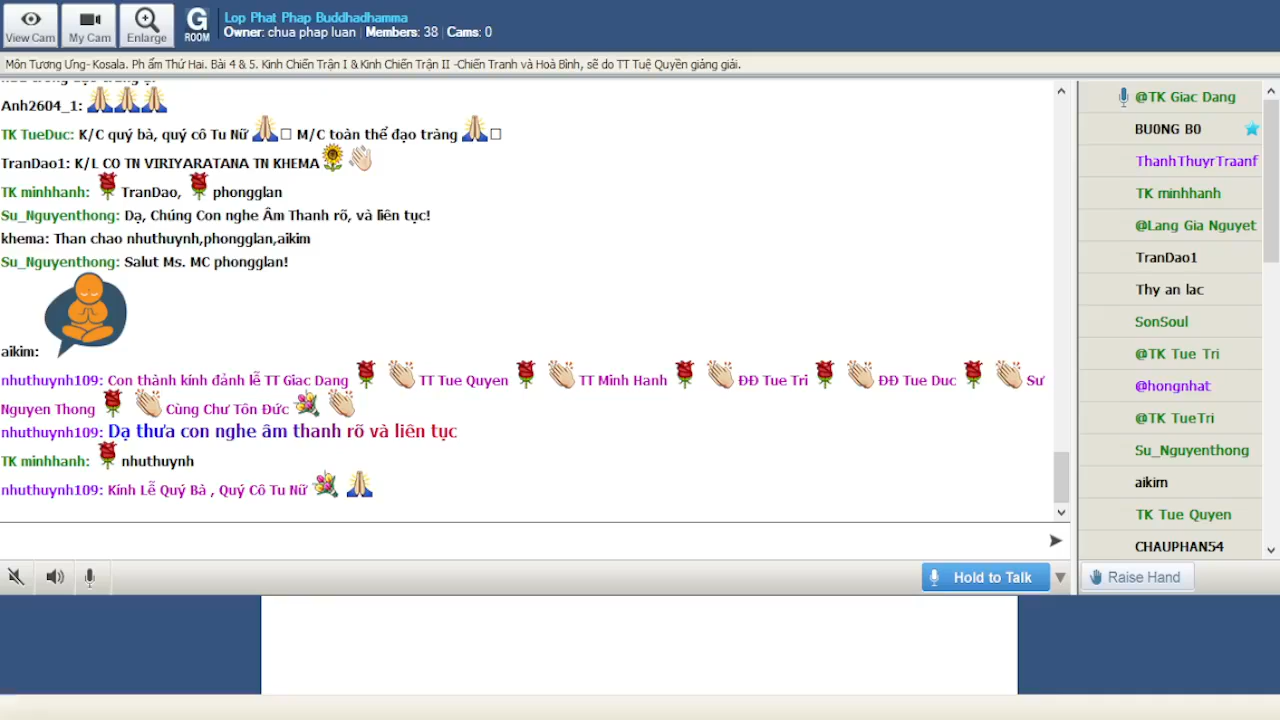 View Cam
My Cam
Enlarge
G
ROOM
Lop Phat Phap Buddhadhamma
Owner: chua phap luan | Members: 38 | Cams: 0
Môn Tương Ưng- Kosala. Ph ẩm Thứ Hai. Bài 4 & 5. Kinh Chiến Trận I & Kinh Chiến Trận II -Chiến Tranh và Hoà Bình, sẽ do TT Tuệ Quyền giảng giải.
Anh2604_1:
TK TueDuc: K/C quý bà, quý cô Tu Nữ M/C toàn thể đạo tràng
TranDao1: K/L CO TN VIRIYARATANA TN KHEMA
TK minhhanh: TranDao, phongglan
Su_Nguyenthong: Dạ, Chúng Con nghe Âm Thanh rõ, và liên tục!
khema: Than chao nhuthuynh,phongglan,aikim
Su_Nguyenthong: Salut Ms. MC phongglan!
aikim:
nhuthuynh109: Con thành kính đảnh lễ TT Giac Dang TT Tue Quyen TT Minh Hanh ĐĐ Tue Tri ĐĐ Tue Duc Sư
Nguyen Thong Cùng Chư Tôn Đức
nhuthuynh109: Dạ thưa con nghe âm thanh rõ và liên tục
TK minhhanh: nhuthuynh
nhuthuynh109: Kính Lễ Quý Bà , Quý Cô Tu Nữ
Hold to Talk
@TK Giac Dang
BU0NG B0
ThanhThuyrTraanf
TK minhhanh
@Lang Gia Nguyet
TranDao1
Thy an lac
SonSoul
@TK Tue Tri
@hongnhat
@TK TueTri
Su_Nguyenthong
aikim
TK Tue Quyen
CHAUPHAN54
Raise Hand